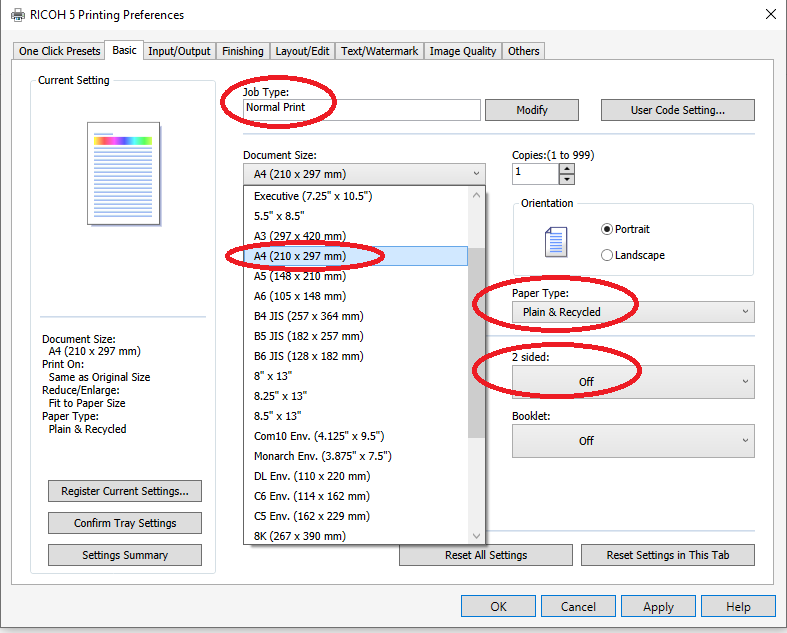 RICOH 5 Printing Preferences
One Click Presets Basic Input/Output Finishing Layout/Edit Text/Watermark Image Quality Others
Current Setting
Document Size:
A4 (210 x 297 mm)
Print On:
Same as Original Size
Reduce/Enlarge:
Fit to Paper Size
Paper Type:
Plain & Recycled
Register Current Settings...
Confirm Tray Settings
Settings Summary
Job Type:
Normal Print
Modify
User Code Setting...
Document Size:
A4 (210 x 297 mm)
Executive (7.25" x 10.5")
5.5" x 8.5"
A3 (297 x 420 mm)
A4 (210 x 297 mm)
A5 (148 x 210 mm)
A6 (105 x 148 mm)
B4 JIS (257 x 364 mm)
B5 JIS (182 x 257 mm)
B6 JIS (128 x 182 mm)
8" x 13"
8.25" x 13"
8.5" x 13"
Com10 Env. (4.125" x 9.5")
Monarch Env. (3.875" x 7.5")
DL Env. (110 x 220 mm)
C6 Env. (114 x 162 mm)
C5 Env. (162 x 229 mm)
8K (267 x 390 mm)
Copies:(1 to 999)
1
Orientation
Portrait
Landscape
Paper Type:
Plain & Recycled
2 sided:
Off
Booklet:
Off
Reset All Settings
Reset Settings in This Tab
OK Cancel Apply Help